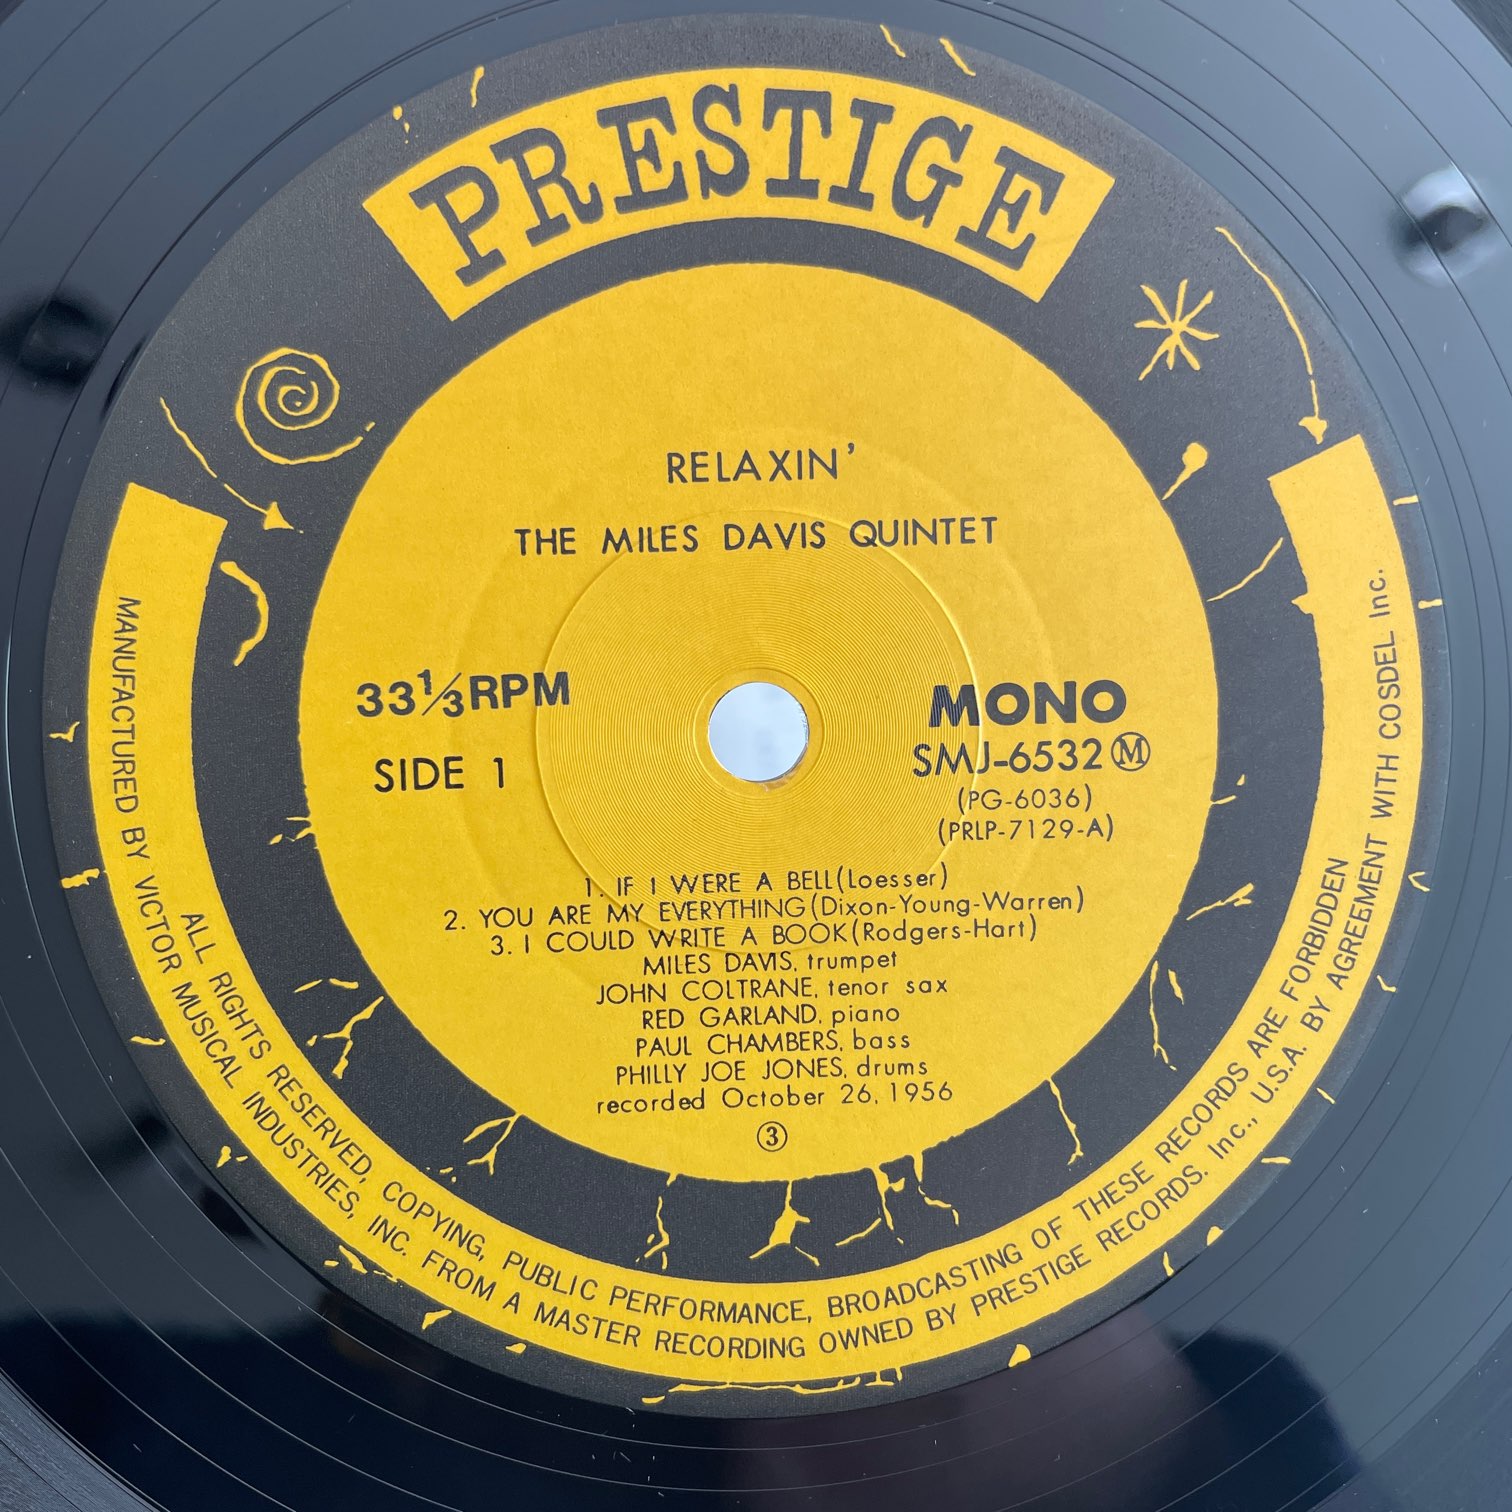 PRESTIGE
RELAXIN'
THE MILES DAVIS QUINTET
33⅓RPM
SIDE 1
MONO
SMJ-6532Ⓜ
(PG-6036)
(PRLP-7129-A)
1. IF I WERE A BELL(Loesser)
2. YOU ARE MY EVERYTHING(Dixon-Young-Warren)
3. I COULD WRITE A BOOK(Rodgers-Hart)
MILES DAVIS, trumpet
JOHN COLTRANE, tenor sax
RED GARLAND, piano
PAUL CHAMBERS, bass
PHILLY JOE JONES, drums
recorded October 26, 1956
③
ALL RIGHTS RESERVED, COPYING, PUBLIC PERFORMANCE, BROADCASTING OF THESE RECORDS ARE FORBIDDEN
MANUFACTURED BY VICTOR MUSICAL INDUSTRIES, INC. FROM A MASTER RECORDING OWNED BY PRESTIGE RECORDS. Inc., U.S.A. BY AGREEMENT WITH COSDEL Inc.